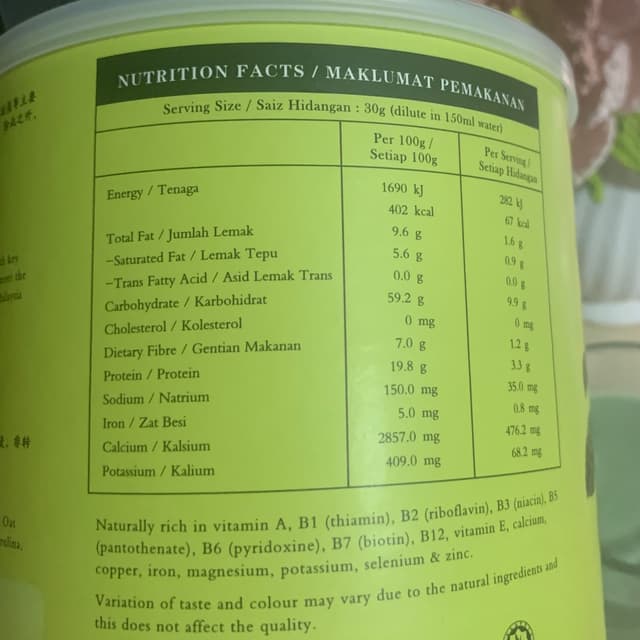 NUTRITION FACTS / MAKLUMAT PEMAKANAN
Serving Size / Saiz Hidangan : 30g (dilute in 150ml water)
Per 100g / Setiap 100g
Per Serving / Setiap Hidangan
Energy / Tenaga 1690 kJ 282 kJ
402 kcal 67 kcal
Total Fat / Jumlah Lemak 9.6 g 1.6 g
-Saturated Fat / Lemak Tepu 5.6 g 0.9 g
-Trans Fatty Acid / Asid Lemak Trans 0.0 g 0.0 g
Carbohydrate / Karbohidrat 59.2 g 9.9 g
Cholesterol / Kolesterol 0 mg 0 mg
Dietary Fibre / Gentian Makanan 7.0 g 1.2 g
Protein / Protein 19.8 g 3.3 g
Sodium / Natrium 150.0 mg 35.0 mg
Iron / Zat Besi 5.0 mg 0.8 mg
Calcium / Kalsium 2857.0 mg 476.2 mg
Potassium / Kalium 409.0 mg 68.2 mg
Naturally rich in vitamin A, B1 (thiamin), B2 (riboflavin), B3 (niacin), B5
(pantothenate), B6 (pyridoxine), B7 (biotin), B12, vitamin E, calcium,
copper, iron, magnesium, potassium, selenium & zinc.
Variation of taste and colour may vary due to the natural ingredients and
this does not affect the quality.
key
the
Oat